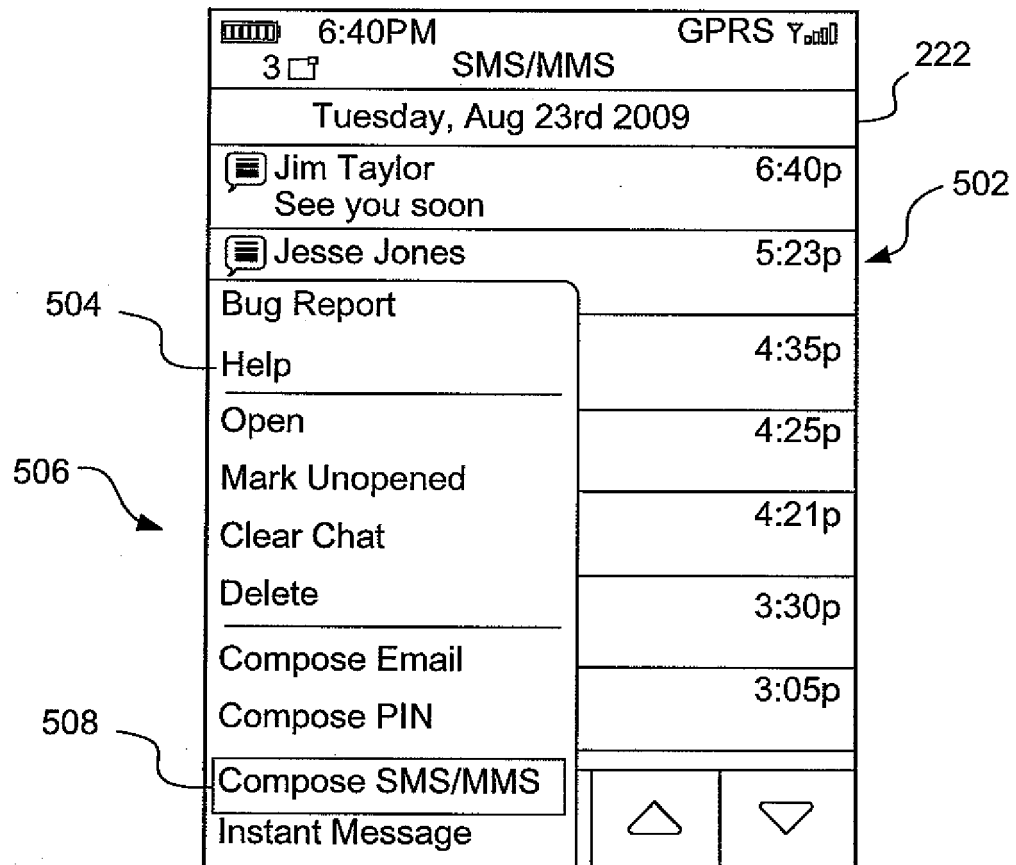 6:40PM GPRS
3 SMS/MMS
222
Tuesday, Aug 23rd 2009
Jim Taylor 6:40p
See you soon
502
Jesse Jones 5:23p
504
Bug Report
Help
4:35p
Open
4:25p
506
Mark Unopened
Clear Chat
4:21p
Delete
3:30p
Compose Email
3:05p
508
Compose PIN
Compose SMS/MMS
Instant Message